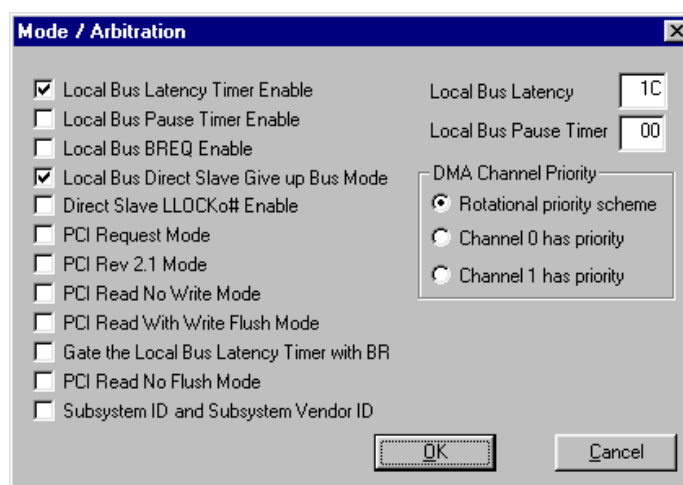 Mode / Arbitration
Local Bus Latency Timer Enable
Local Bus Pause Timer Enable
Local Bus BREQ Enable
Local Bus Direct Slave Give up Bus Mode
Direct Slave LLOCKo# Enable
PCI Request Mode
PCI Rev 2.1 Mode
PCI Read No Write Mode
PCI Read With Write Flush Mode
Gate the Local Bus Latency Timer with BR
PCI Read No Flush Mode
Subsystem ID and Subsystem Vendor ID
Local Bus Latency 1C
Local Bus Pause Timer 00
DMA Channel Priority
Rotational priority scheme
Channel 0 has priority
Channel 1 has priority
OK Cancel